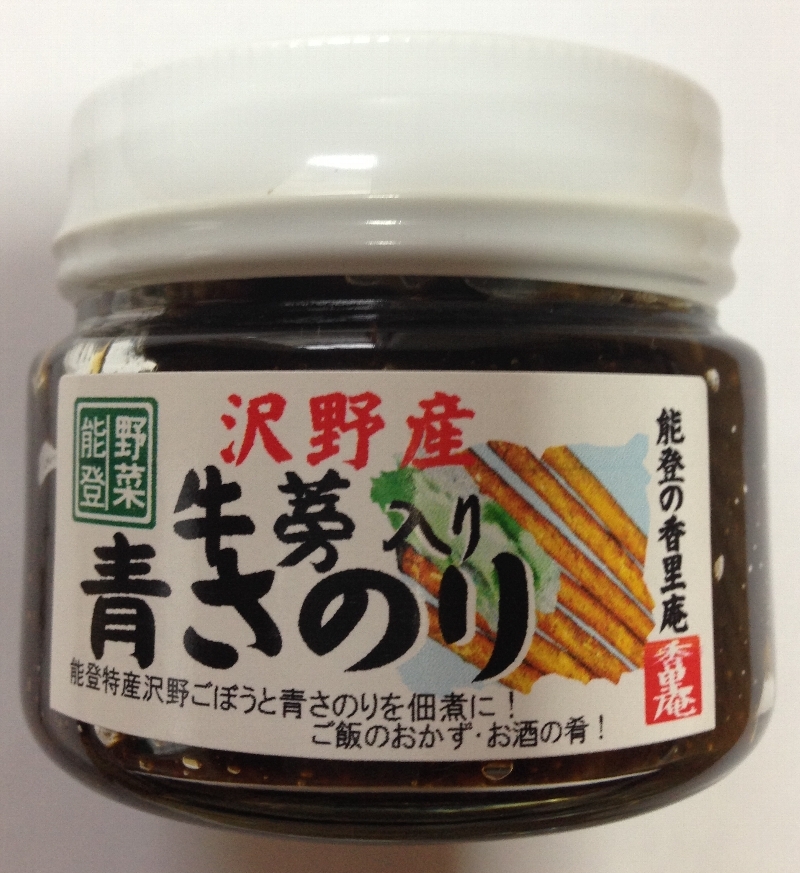 能登
野菜
沢野産
牛蒡入り
青さのり
能登特産沢野ごぼうと青さのりを佃煮に！
ご飯のおかず・お酒の肴！
能登の香里庵
香里庵